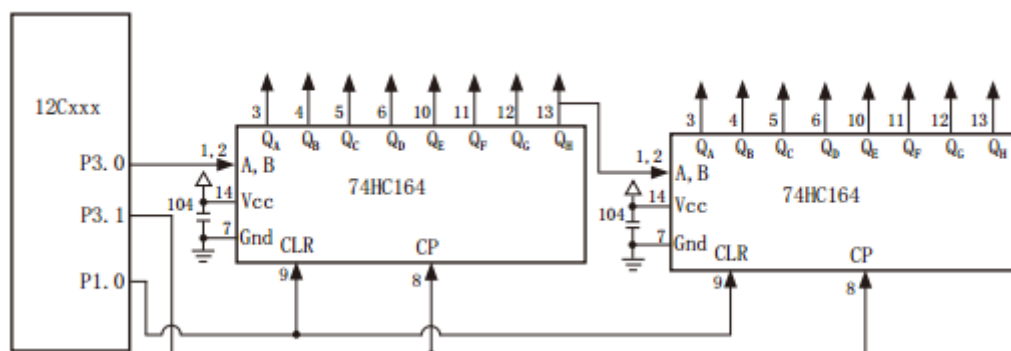 12Cxxx
P3.0
P3.1
P1.0
3 4 5 6 10 11 12 13
QA QB QC QD QE QF QG QH
1,2
A,B
74HC164
14
Vcc
104
7
Gnd
CLR
CP
9
8
3 4 5 6 10 11 12 13
QA QB QC QD QE QF QG QH
1,2
A,B
74HC164
14
Vcc
104
7
Gnd
CLR
CP
9
8